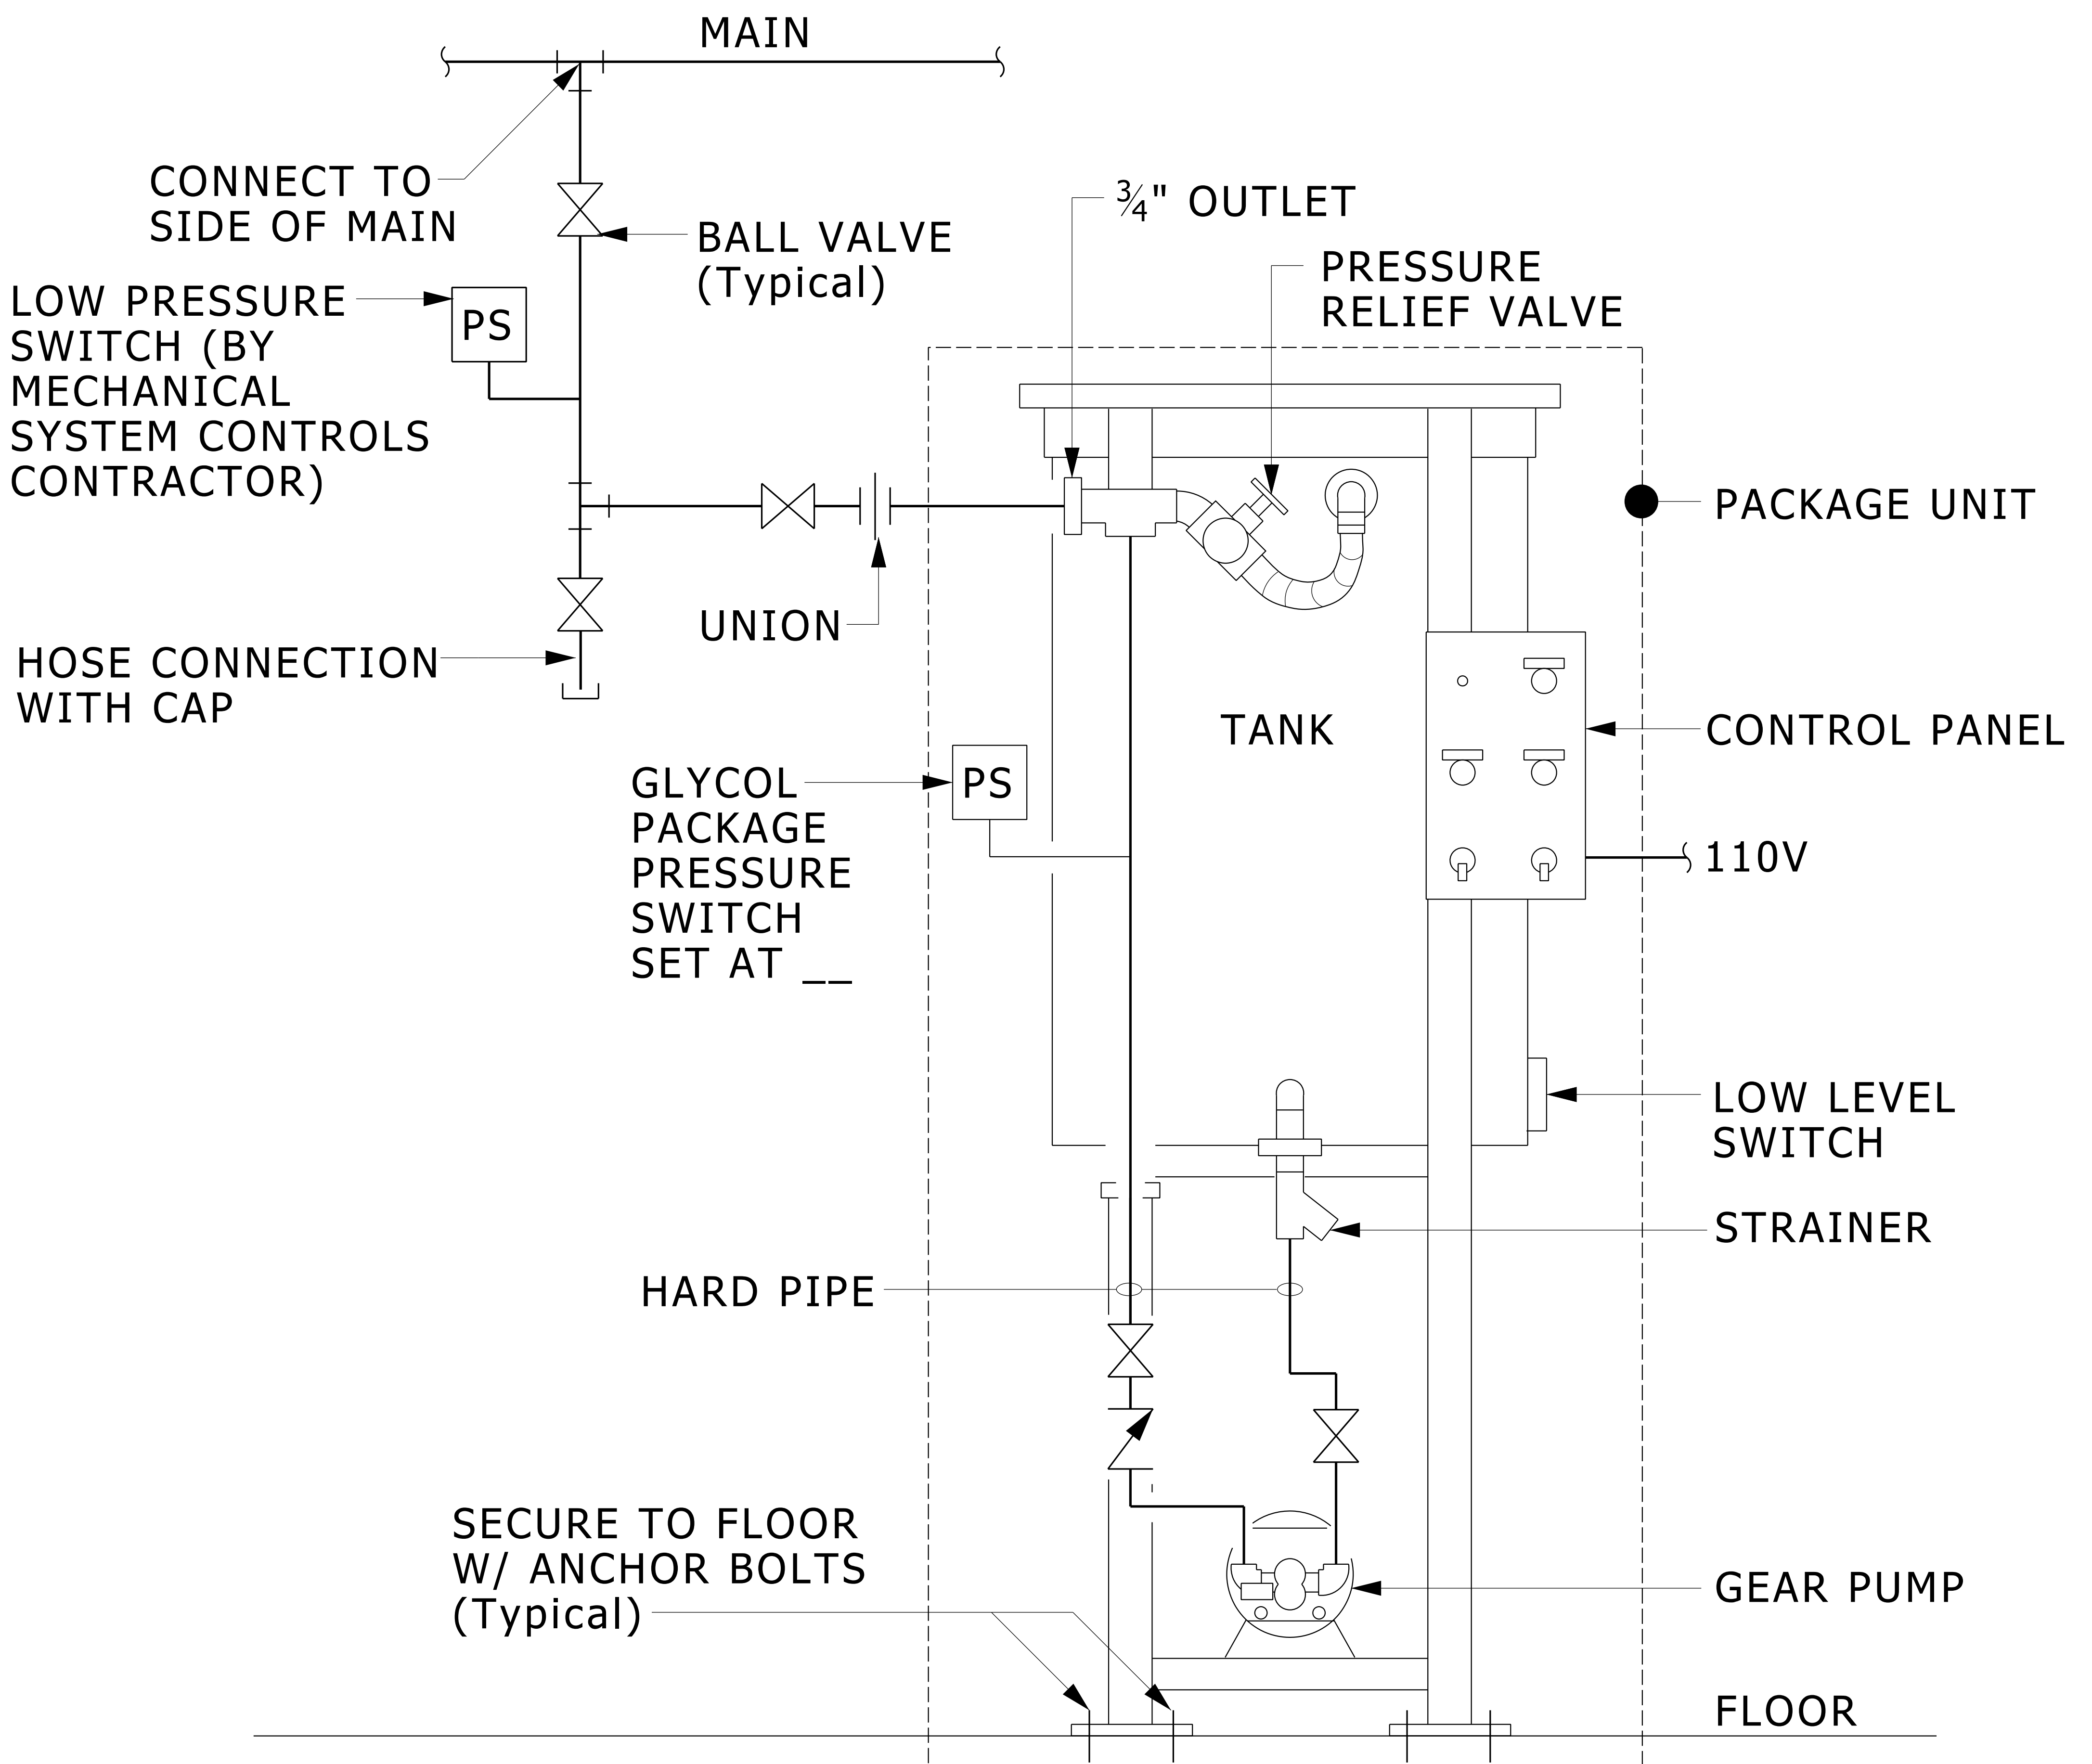 MAIN
CONNECT TO
SIDE OF MAIN
BALL VALVE
(Typical)
¾" OUTLET
PRESSURE
RELIEF VALVE
LOW PRESSURE
SWITCH (BY
MECHANICAL
SYSTEM CONTROLS
CONTRACTOR)
PS
PACKAGE UNIT
UNION
HOSE CONNECTION
WITH CAP
TANK
CONTROL PANEL
GLYCOL
PACKAGE
PRESSURE
SWITCH
SET AT __
PS
110V
LOW LEVEL
SWITCH
STRAINER
HARD PIPE
SECURE TO FLOOR
W/ ANCHOR BOLTS
(Typical)
GEAR PUMP
FLOOR